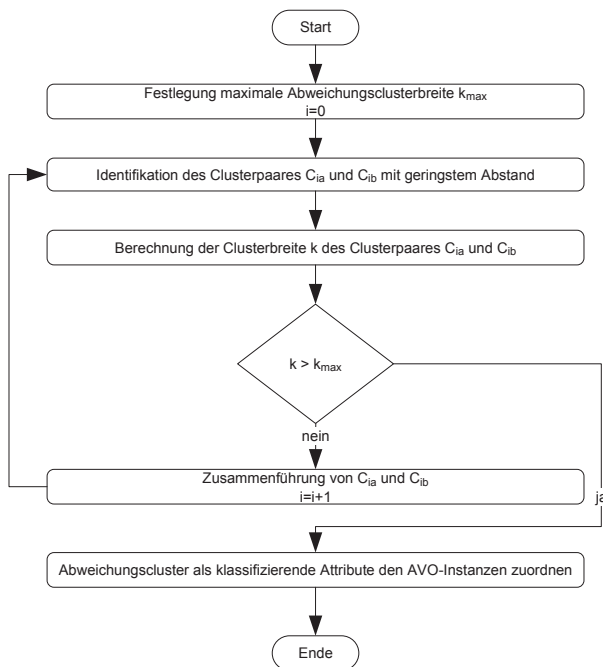 Start
Festlegung maximale Abweichungsclusterbreite kmax
i=0
Identifikation des Clusterpaares Cia und Cib mit geringstem Abstand
Berechnung der Clusterbreite k des Clusterpaares Cia und Cib
k > kmax
nein
Zusammenführung von Cia und Cib
i=i+1
ja
Abweichungscluster als klassifizierende Attribute den AVO-Instanzen zuordnen
Ende